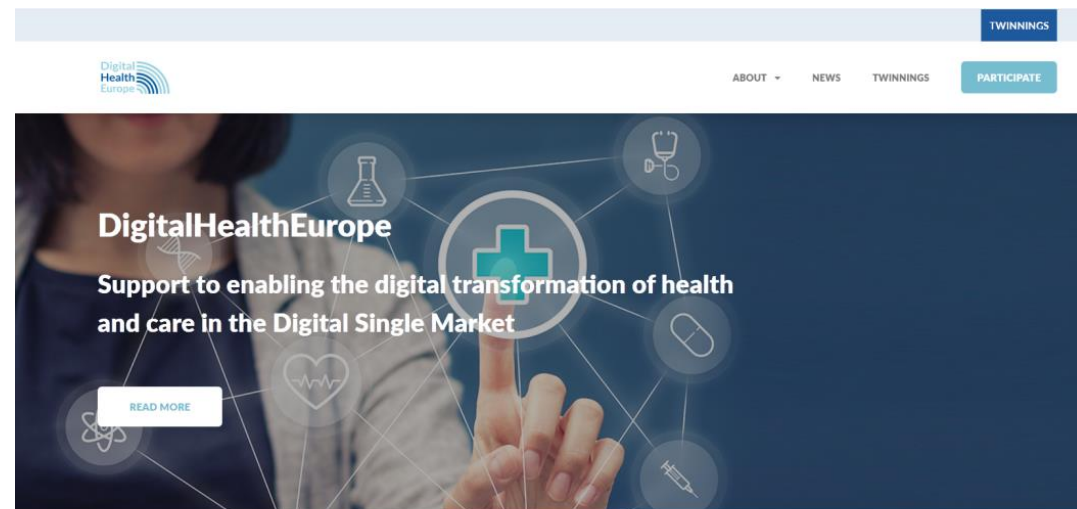 TWINNINGS
Digital
Health
Europe
ABOUT
NEWS
TWINNINGS
PARTICIPATE
DigitalHealthEurope
Support to enabling the digital transformation of health
and care in the Digital Single Market
READ MORE